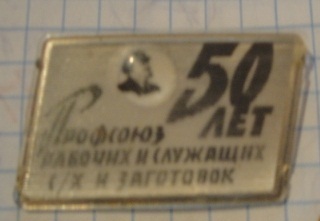 50
ЛЕТ
ПРОФСОЮЗ
РАБОЧИХ И СЛУЖАЩИХ
С/Х И ЗАГОТОВОК